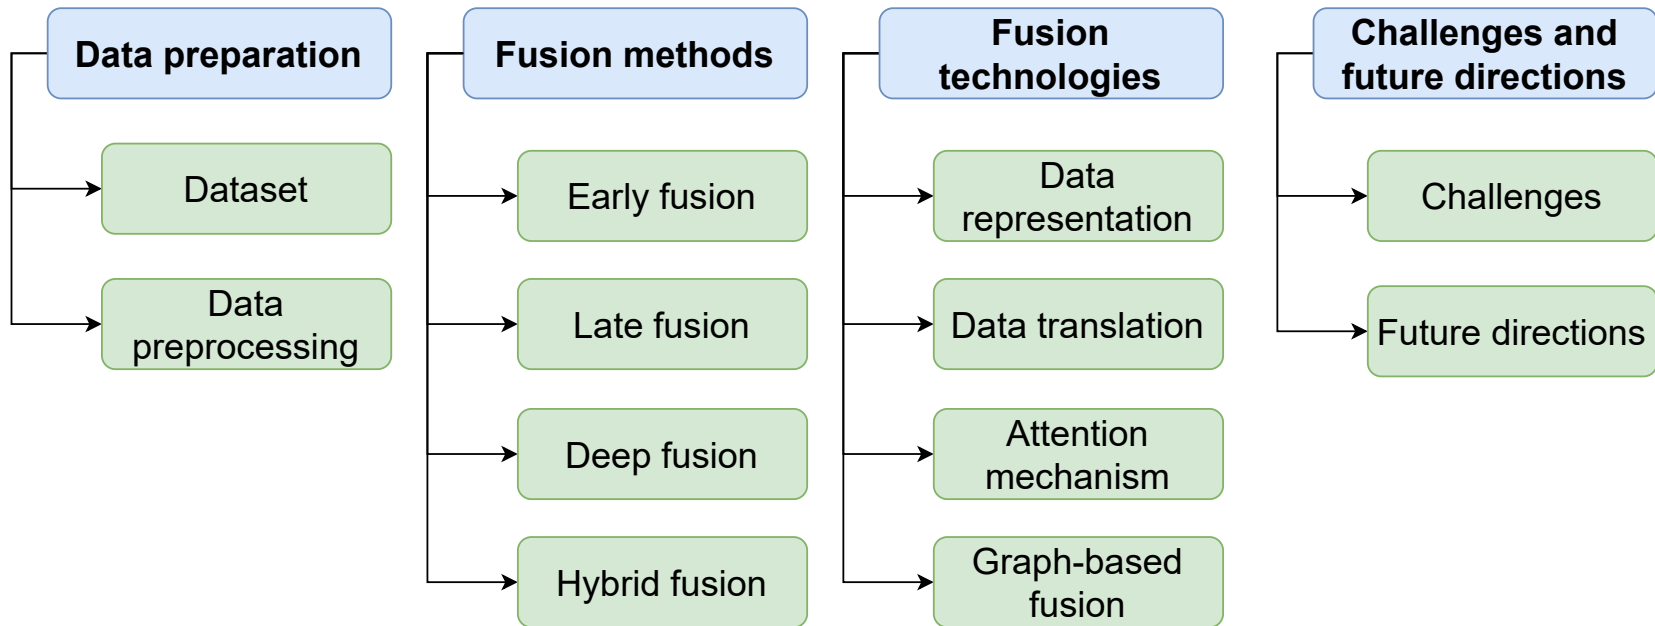 Data preparation
Dataset
Data
preprocessing
Fusion methods
Early fusion
Late fusion
Deep fusion
Hybrid fusion
Fusion
technologies
Data
representation
Data translation
Attention
mechanism
Graph-based
fusion
Challenges and
future directions
Challenges
Future directions